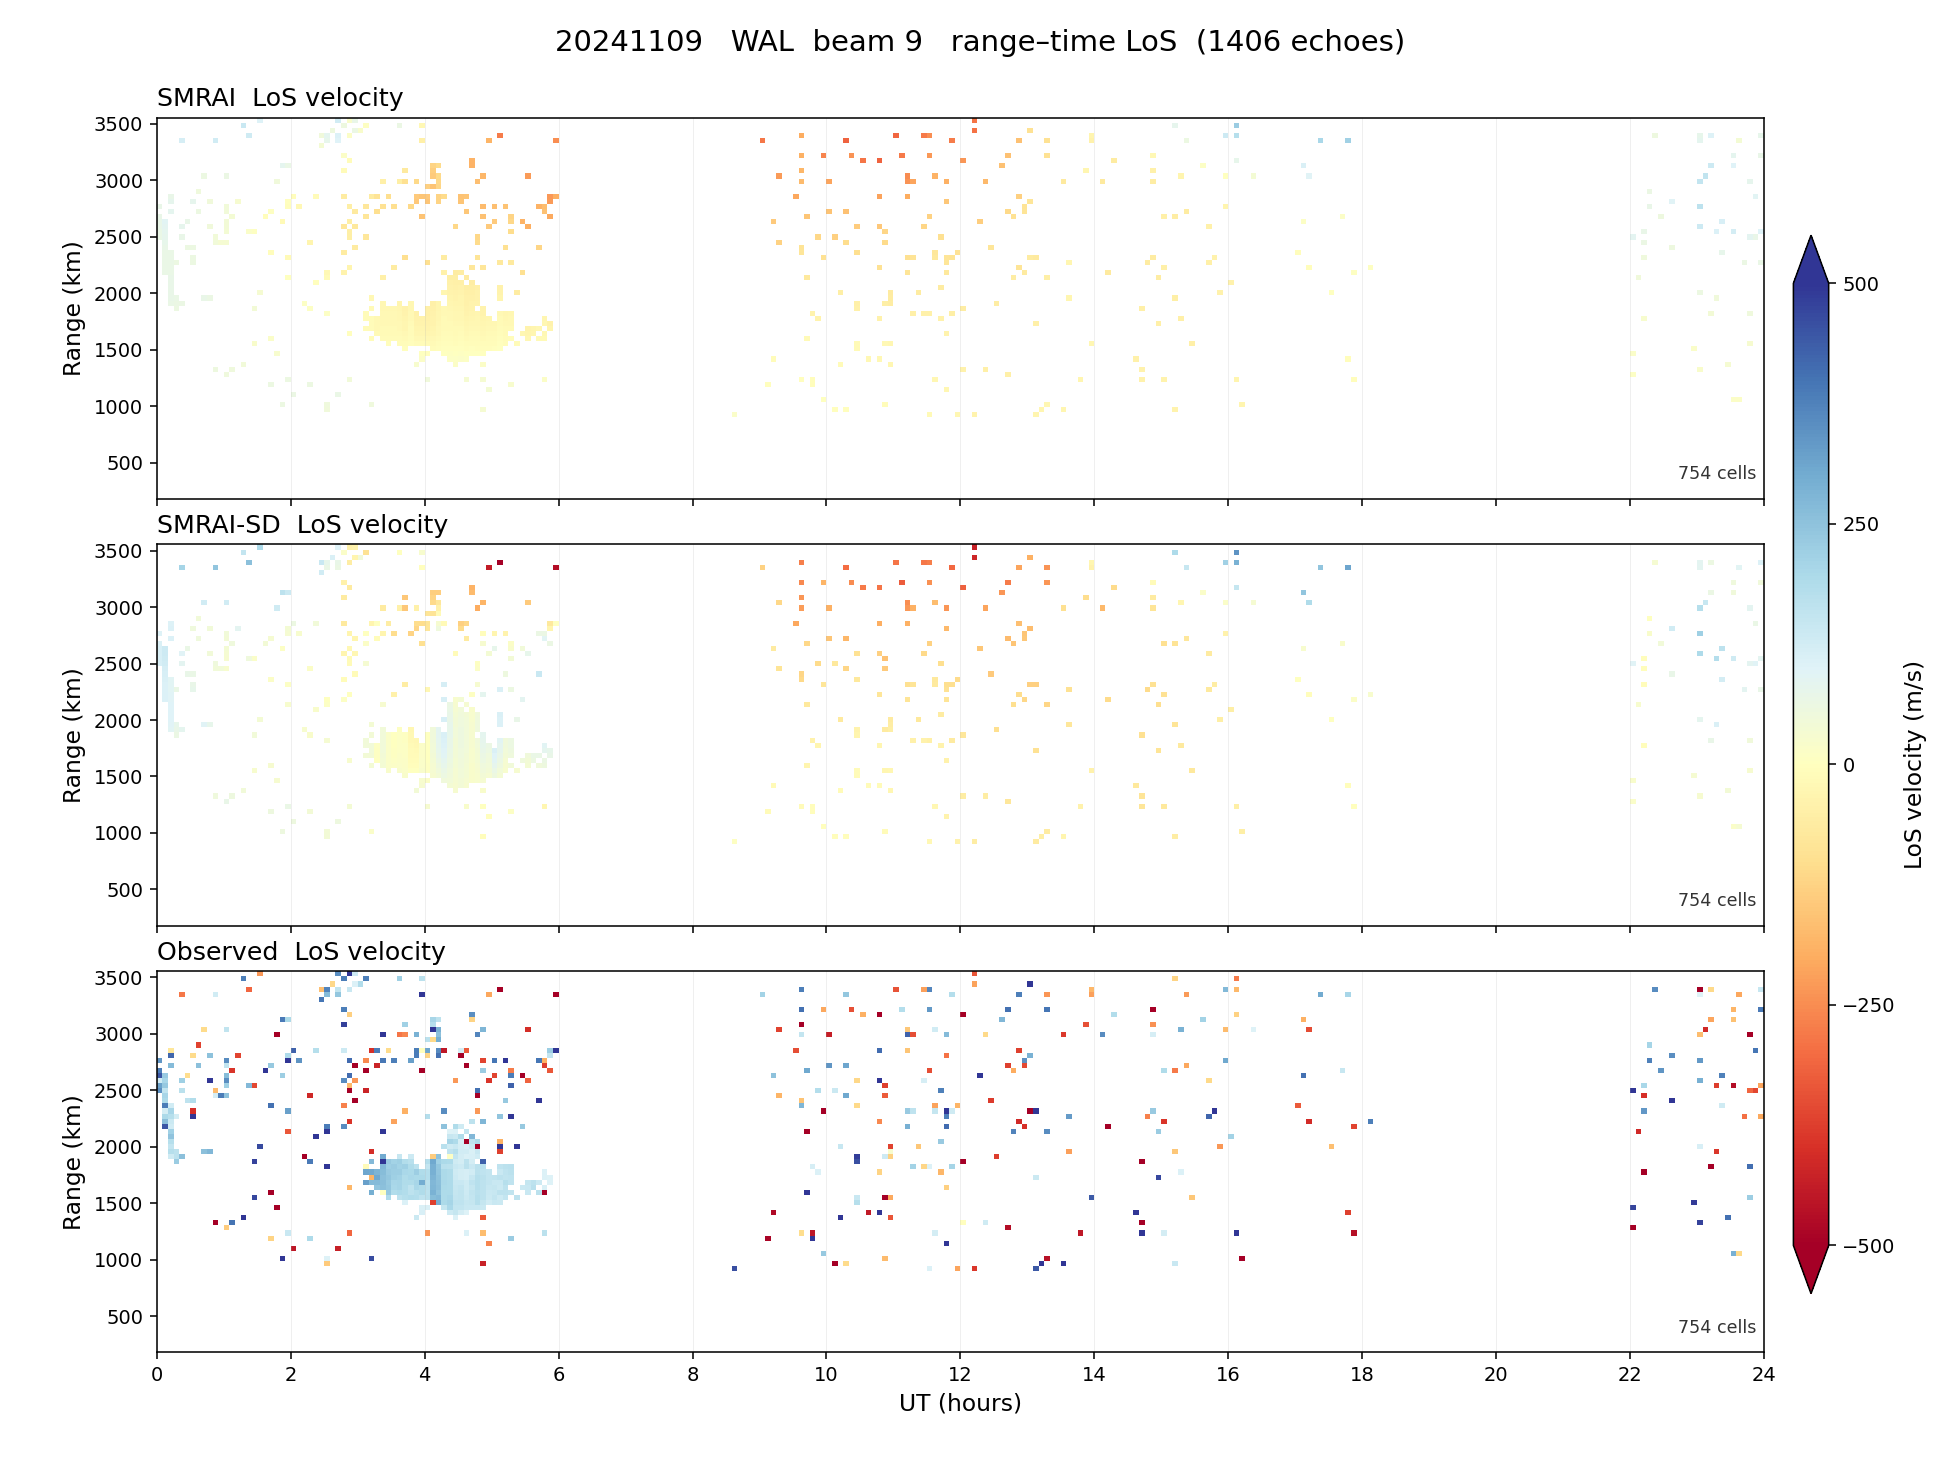 20241109   WAL  beam 9   range–time LoS  (1406 echoes)
SMRAI  LoS velocity
3500
3000
2500
2000
1500
1000
500
Range (km)
754 cells
SMRAI-SD  LoS velocity
3500
3000
2500
2000
1500
1000
500
Range (km)
754 cells
Observed  LoS velocity
3500
3000
2500
2000
1500
1000
500
Range (km)
754 cells
0 2 4 6 8 10 12 14 16 18 20 22 24
UT (hours)
500
250
0
−250
−500
LoS velocity (m/s)